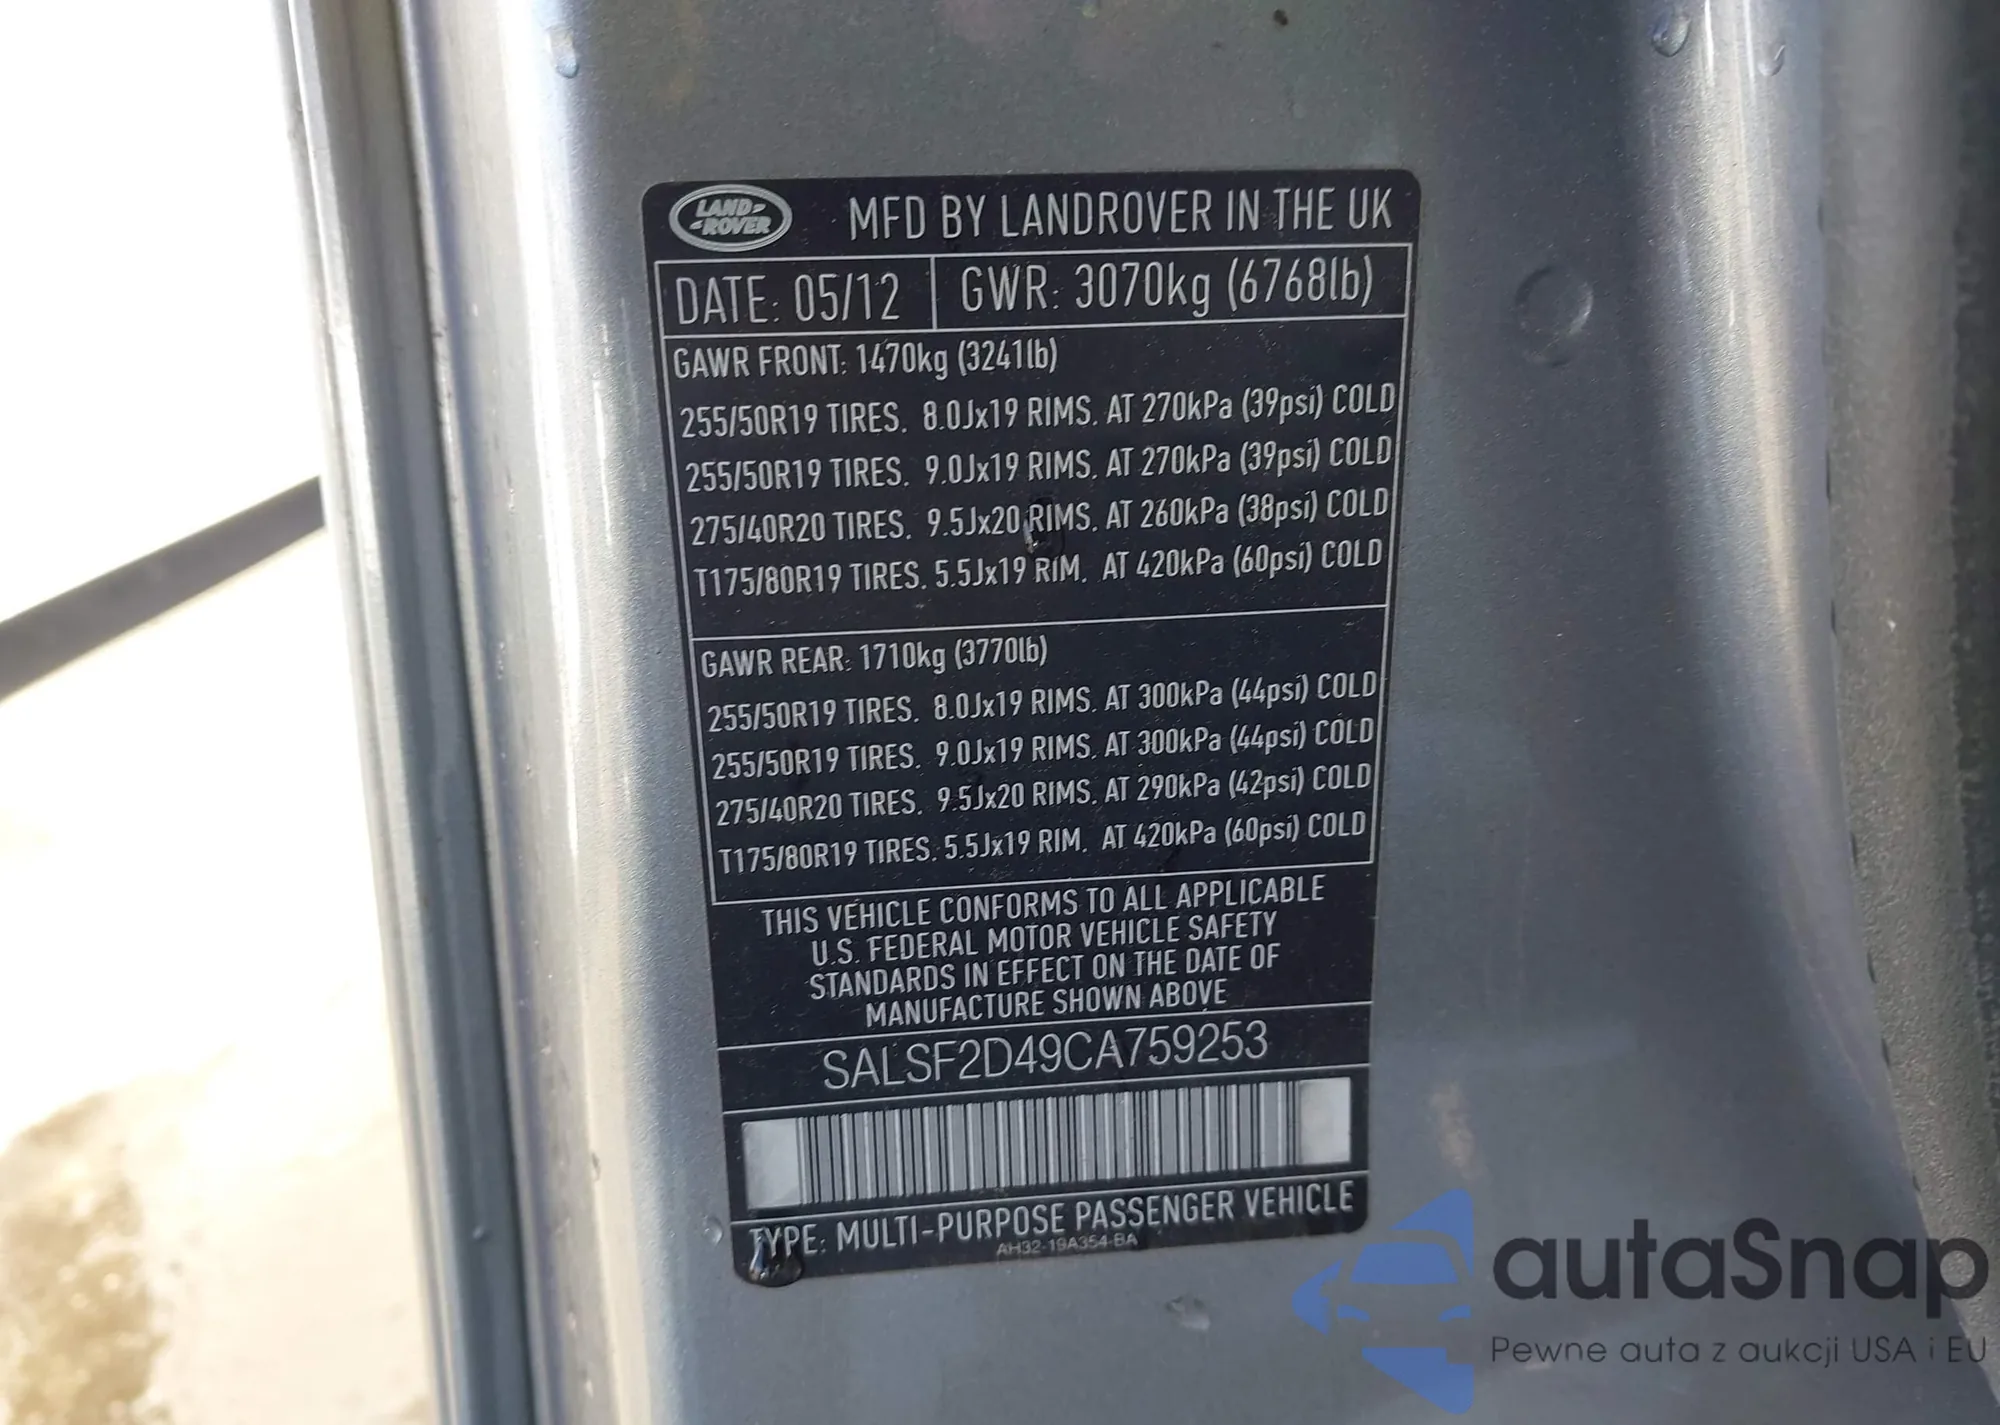 LAND-
-ROVER
MFD BY LANDROVER IN THE UK
DATE: 05/12 GWR: 3070kg (6768lb)
GAWR FRONT: 1470kg (3241lb)
255/50R19 TIRES. 8.0Jx19 RIMS. AT 270kPa (39psi) COLD
255/50R19 TIRES. 9.0Jx19 RIMS. AT 270kPa (39psi) COLD
275/40R20 TIRES. 9.5Jx20 RIMS. AT 260kPa (38psi) COLD
T175/80R19 TIRES. 5.5Jx19 RIM. AT 420kPa (60psi) COLD
GAWR REAR: 1710kg (3770lb)
255/50R19 TIRES. 8.0Jx19 RIMS. AT 300kPa (44psi) COLD
255/50R19 TIRES. 9.0Jx19 RIMS. AT 300kPa (44psi) COLD
275/40R20 TIRES. 9.5Jx20 RIMS. AT 290kPa (42psi) COLD
T175/80R19 TIRES. 5.5Jx19 RIM. AT 420kPa (60psi) COLD
THIS VEHICLE CONFORMS TO ALL APPLICABLE
U.S. FEDERAL MOTOR VEHICLE SAFETY
STANDARDS IN EFFECT ON THE DATE OF
MANUFACTURE SHOWN ABOVE
SALSF2D49CA759253
TYPE: MULTI-PURPOSE PASSENGER VEHICLE
AH32-19A354-BA
autaSnap
Pewne auta z aukcji USA i EU